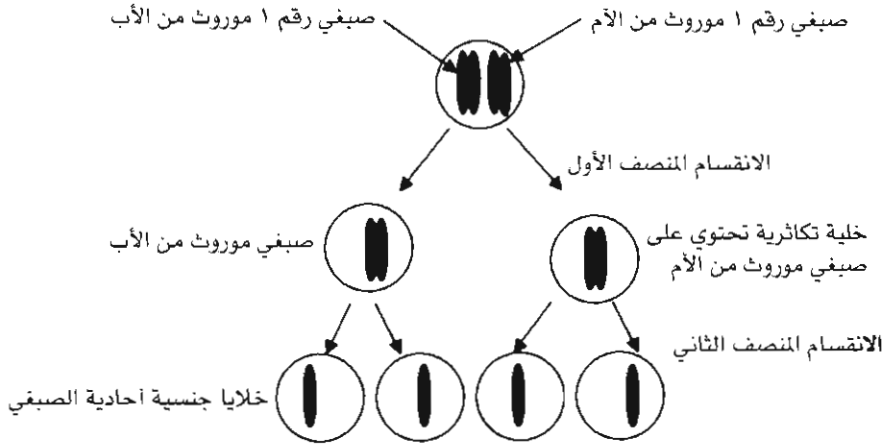 صبغي رقم ١ موروث من الأم
صبغي رقم ١ موروث من الأب
الانقسام المنصف الأول
خلية تكاثرية تحتوي على
صبغي موروث من الأم
صبغي موروث من الأب
الانقسام المنصف الثاني
خلايا جنسية أحادية الصبغي